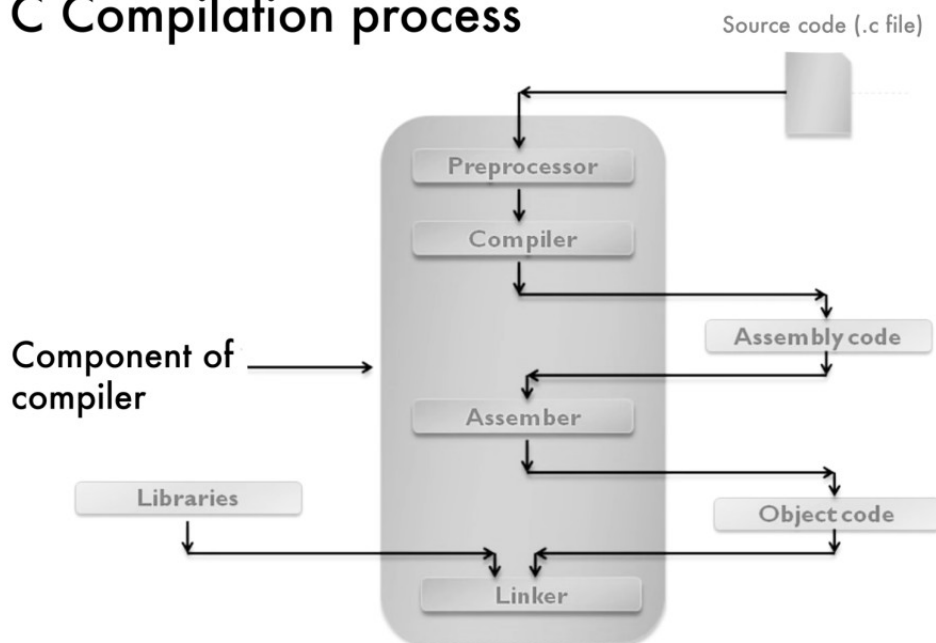 C Compilation process
Source code (.c file)
Preprocessor
Compiler
Assembly code
Component of
compiler
Assember
Libraries
Object code
Linker